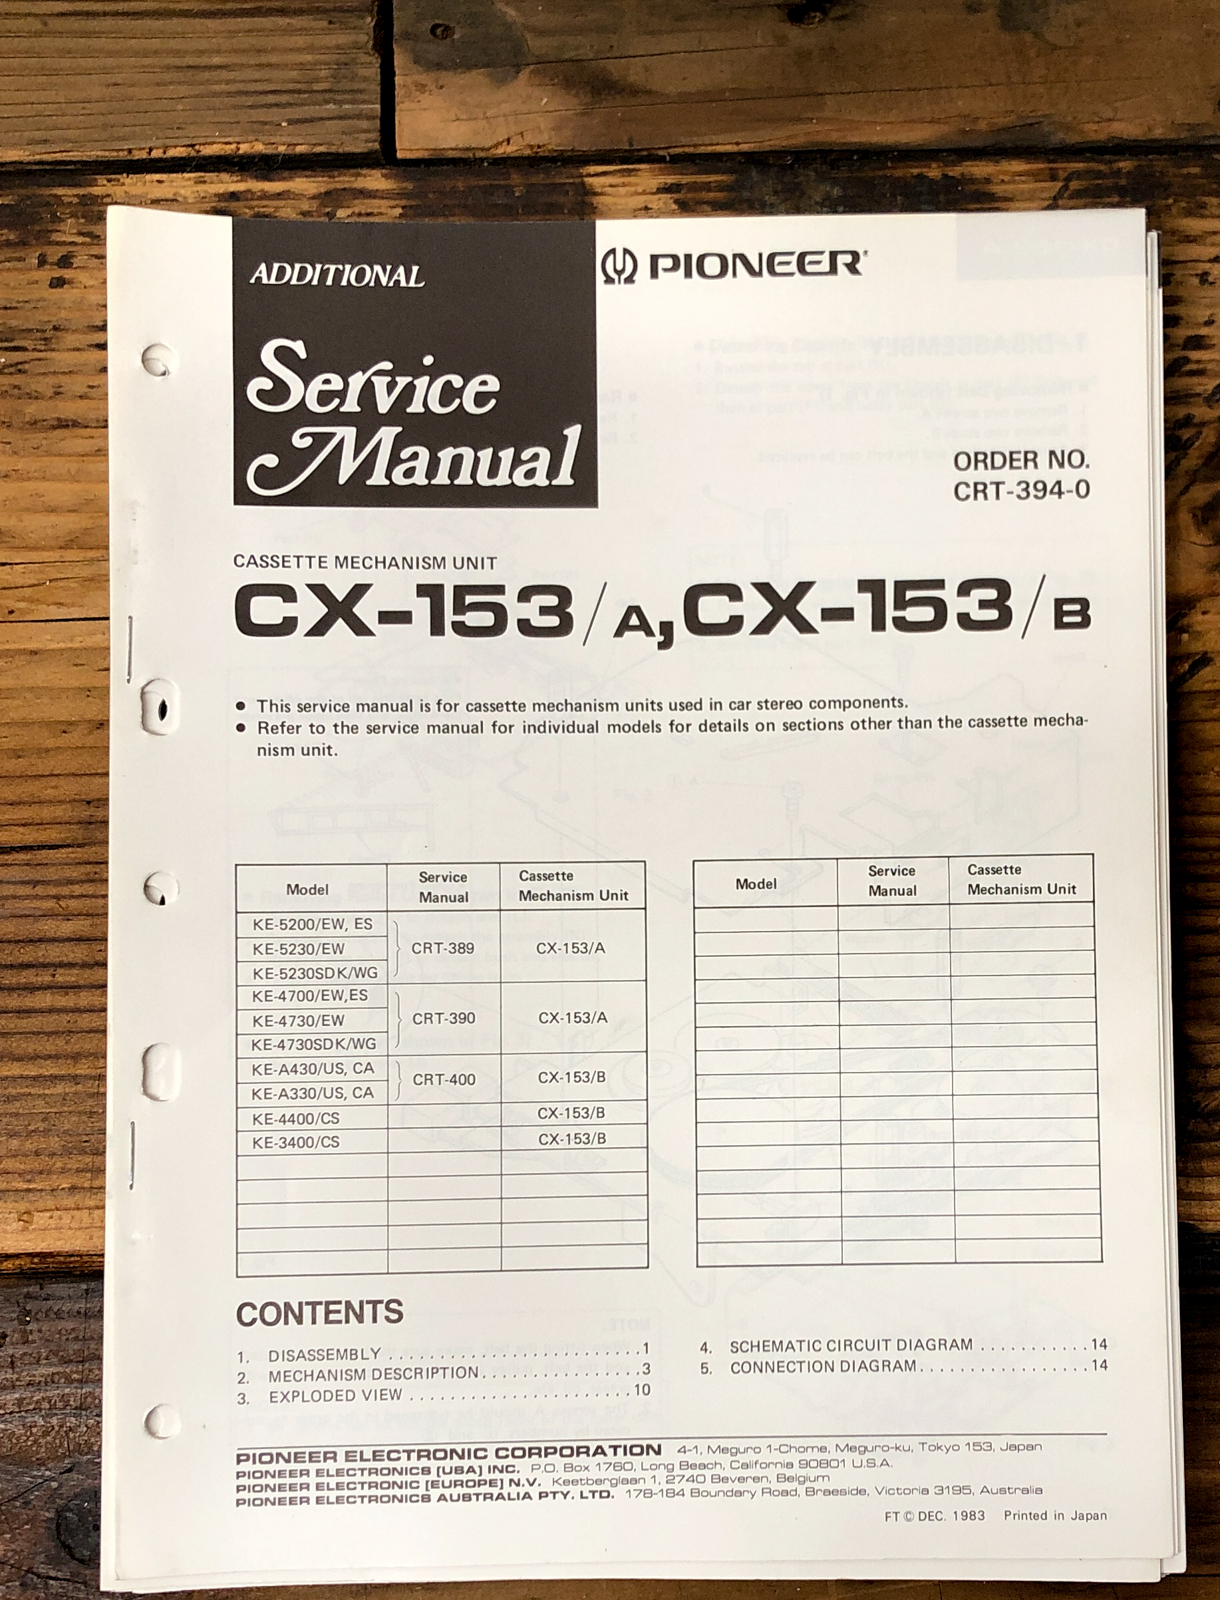 ADDITIONAL
Service
Manual
PIONEER
ORDER NO.
CRT-394-0
CASSETTE MECHANISM UNIT
CX-153/A, CX-153/B
● This service manual is for cassette mechanism units used in car stereo components.
● Refer to the service manual for individual models for details on sections other than the cassette mecha-
nism unit.
Model Service Manual Cassette Mechanism Unit
KE-5200/EW, ES
KE-5230/EW CRT-389 CX-153/A
KE-5230SDK/WG
KE-4700/EW,ES
KE-4730/EW CRT-390 CX-153/A
KE-4730SDK/WG
KE-A430/US, CA
CRT-400 CX-153/B
KE-A330/US, CA
KE-4400/CS CX-153/B
KE-3400/CS CX-153/B
Model Service Manual Cassette Mechanism Unit
CONTENTS
1. DISASSEMBLY . . . . . . . . . . . . . . . . . . . . . . . . . 1
2. MECHANISM DESCRIPTION. . . . . . . . . . . . . . . . 3
3. EXPLODED VIEW . . . . . . . . . . . . . . . . . . . . . . 10
4. SCHEMATIC CIRCUIT DIAGRAM . . . . . . . . . . . 14
5. CONNECTION DIAGRAM. . . . . . . . . . . . . . . . . 14
PIONEER ELECTRONIC CORPORATION 4-1, Meguro 1-Chome, Meguro-ku, Tokyo 153, Japan
PIONEER ELECTRONICS [USA] INC. P.O. Box 1760, Long Beach, California 90801 U.S.A.
PIONEER ELECTRONIC [EUROPE] N.V. Keetberglaan 1, 2740 Beveren, Belgium
PIONEER ELECTRONICS AUSTRALIA PTY. LTD. 178-184 Boundary Road, Braeside, Victoria 3195, Australia
FT © DEC. 1983 Printed in Japan